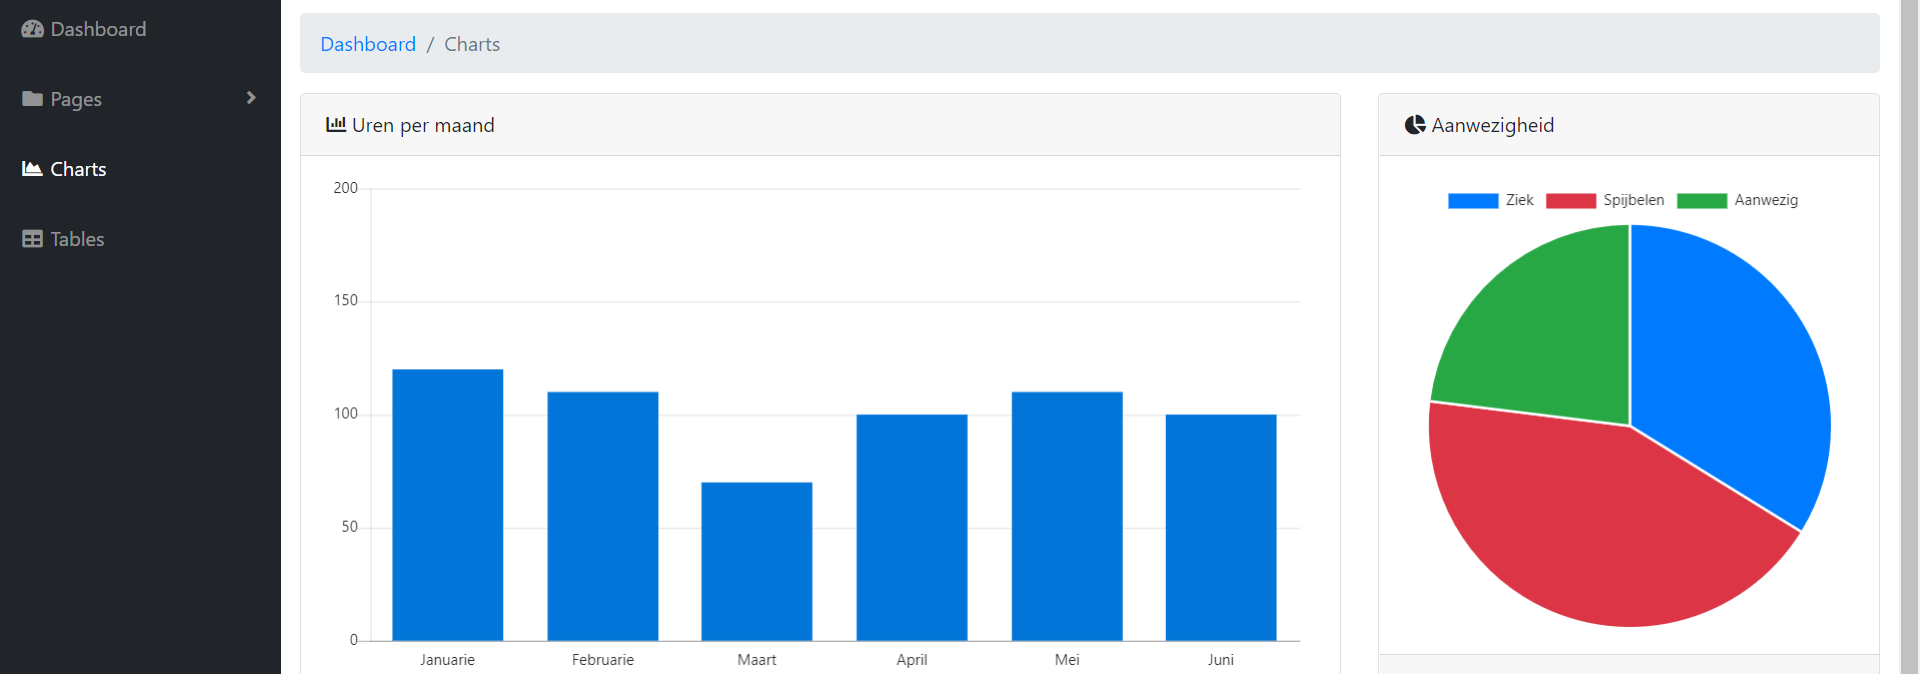 Dashboard
Pages
Charts
Tables
Dashboard / Charts
Uren per maand
200
150
100
50
0
Januarie Februarie Maart April Mei Juni
Aanwezigheid
Ziek Spijbelen Aanwezig